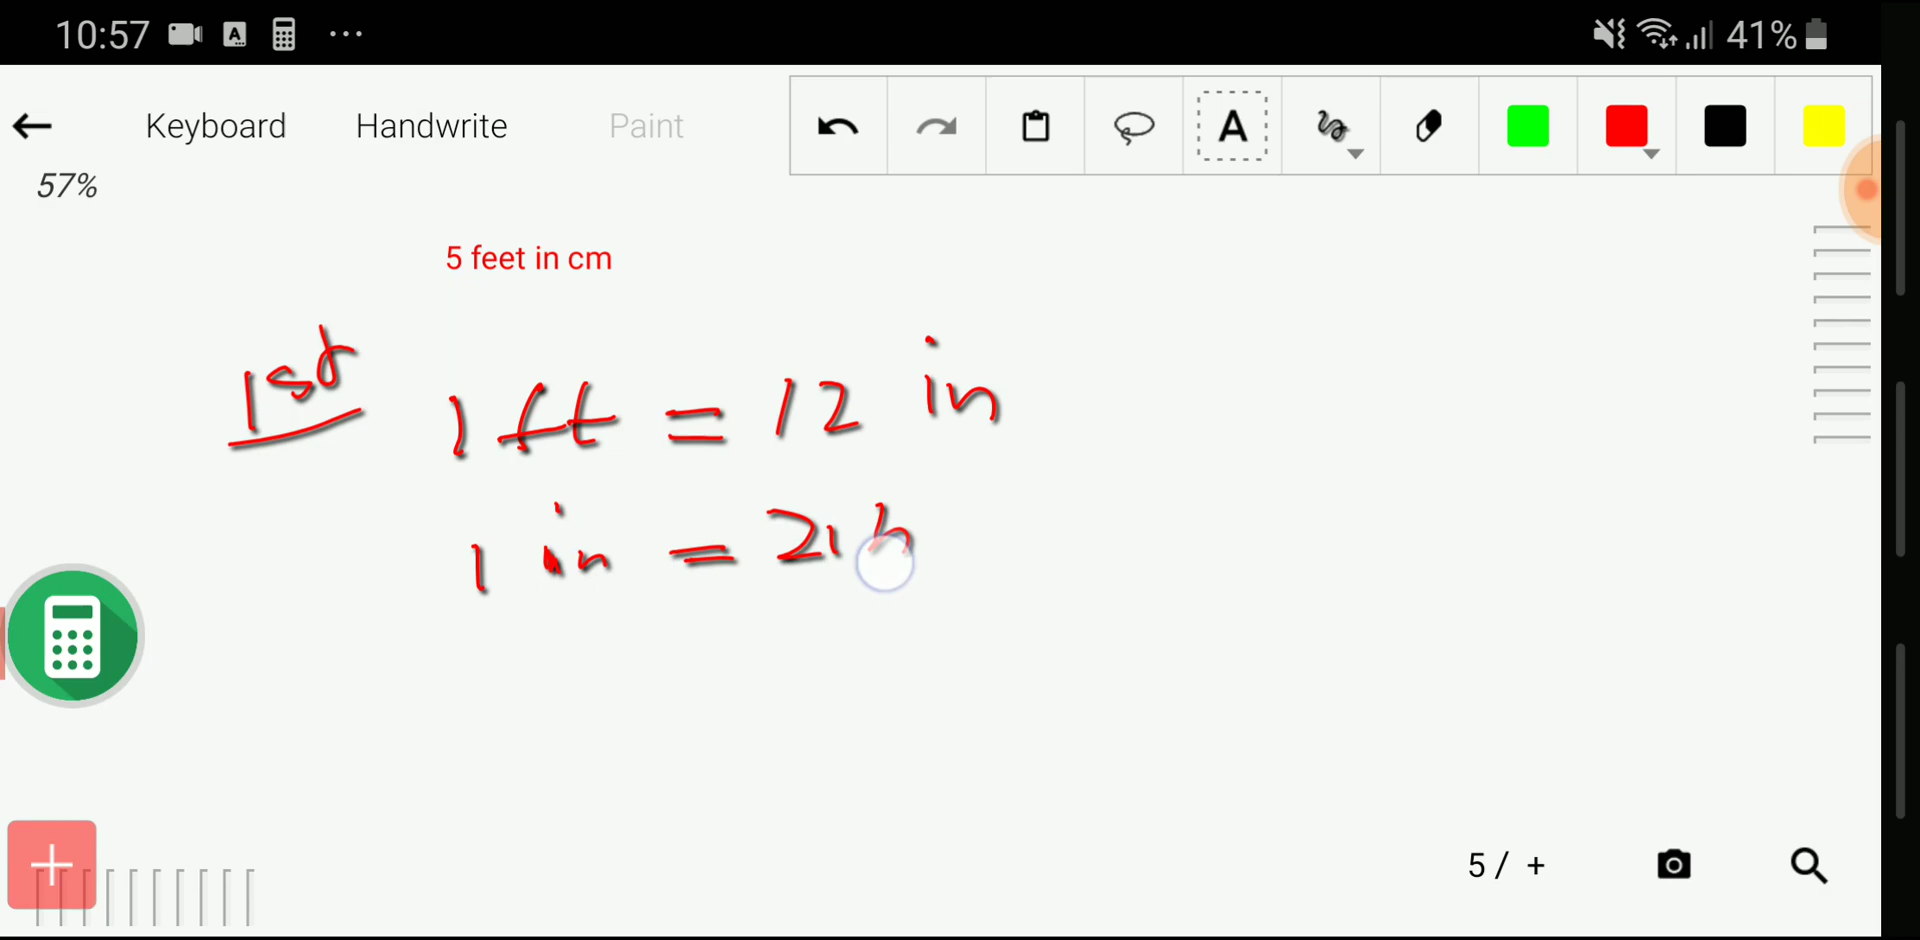 10:57 A ... 41%
Keyboard Handwrite Paint A
57%
5 feet in cm
1st 1 ft = 12 in
1 in = 2
5 / +